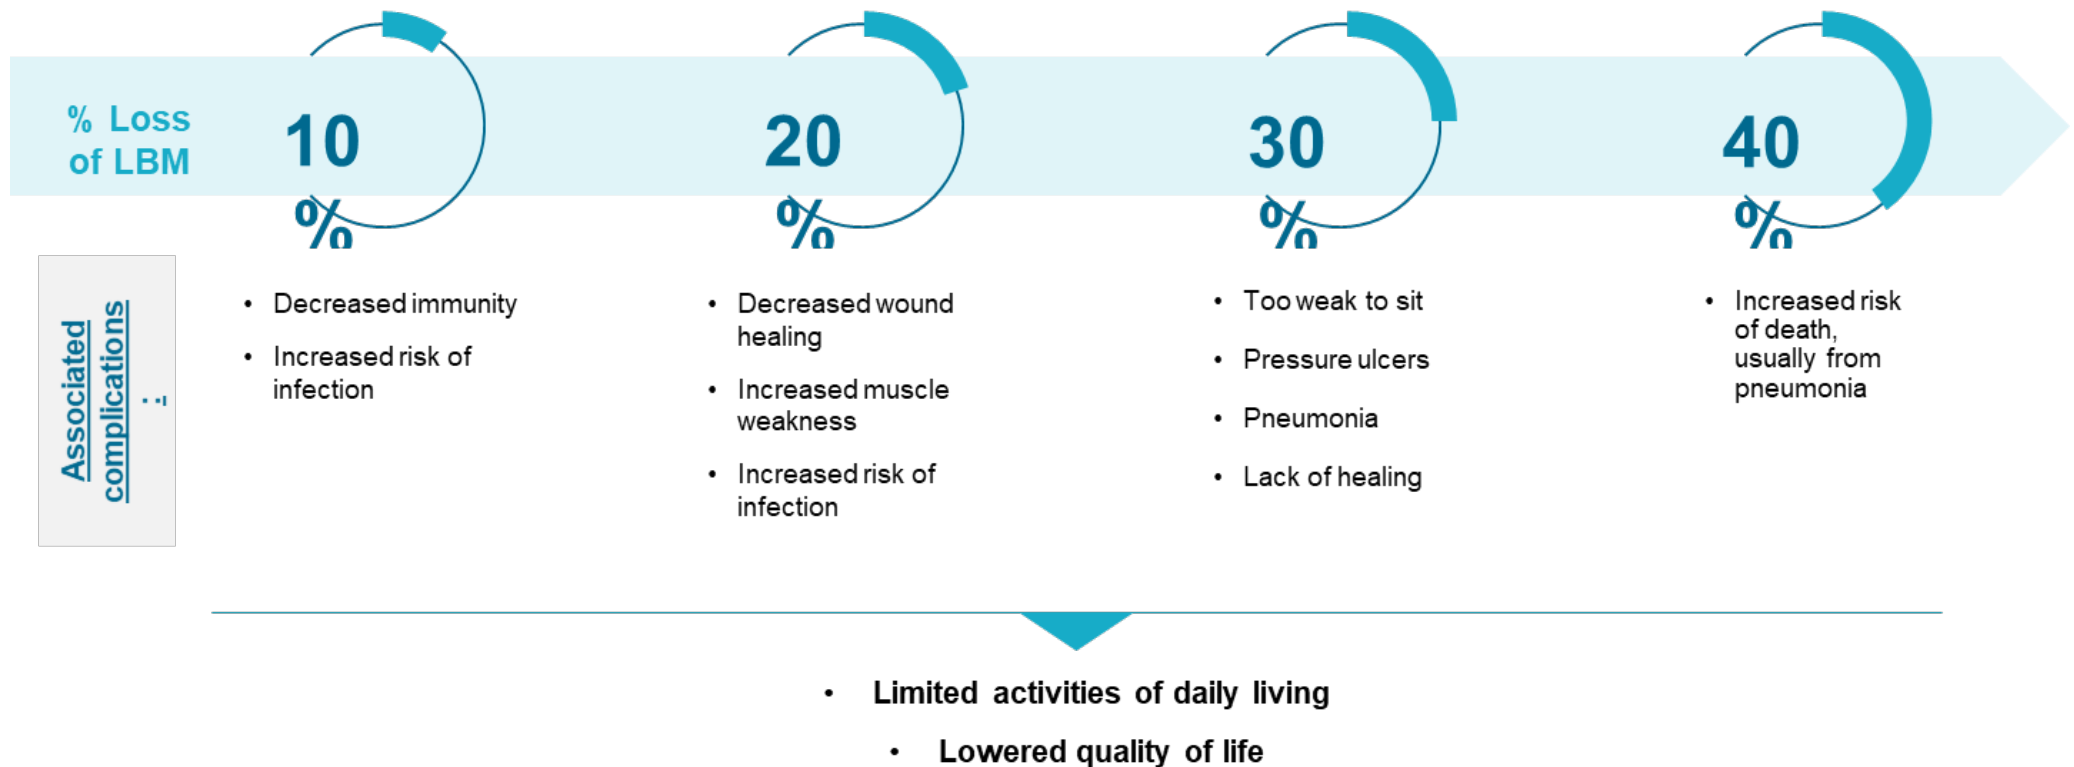 % Loss
of LBM
10
%
20
%
30
%
40
%
Associated
complications
:
• Decreased immunity
• Increased risk of
infection
• Decreased wound
healing
• Increased muscle
weakness
• Increased risk of
infection
• Too weak to sit
• Pressure ulcers
• Pneumonia
• Lack of healing
• Increased risk
of death,
usually from
pneumonia
• Limited activities of daily living
• Lowered quality of life